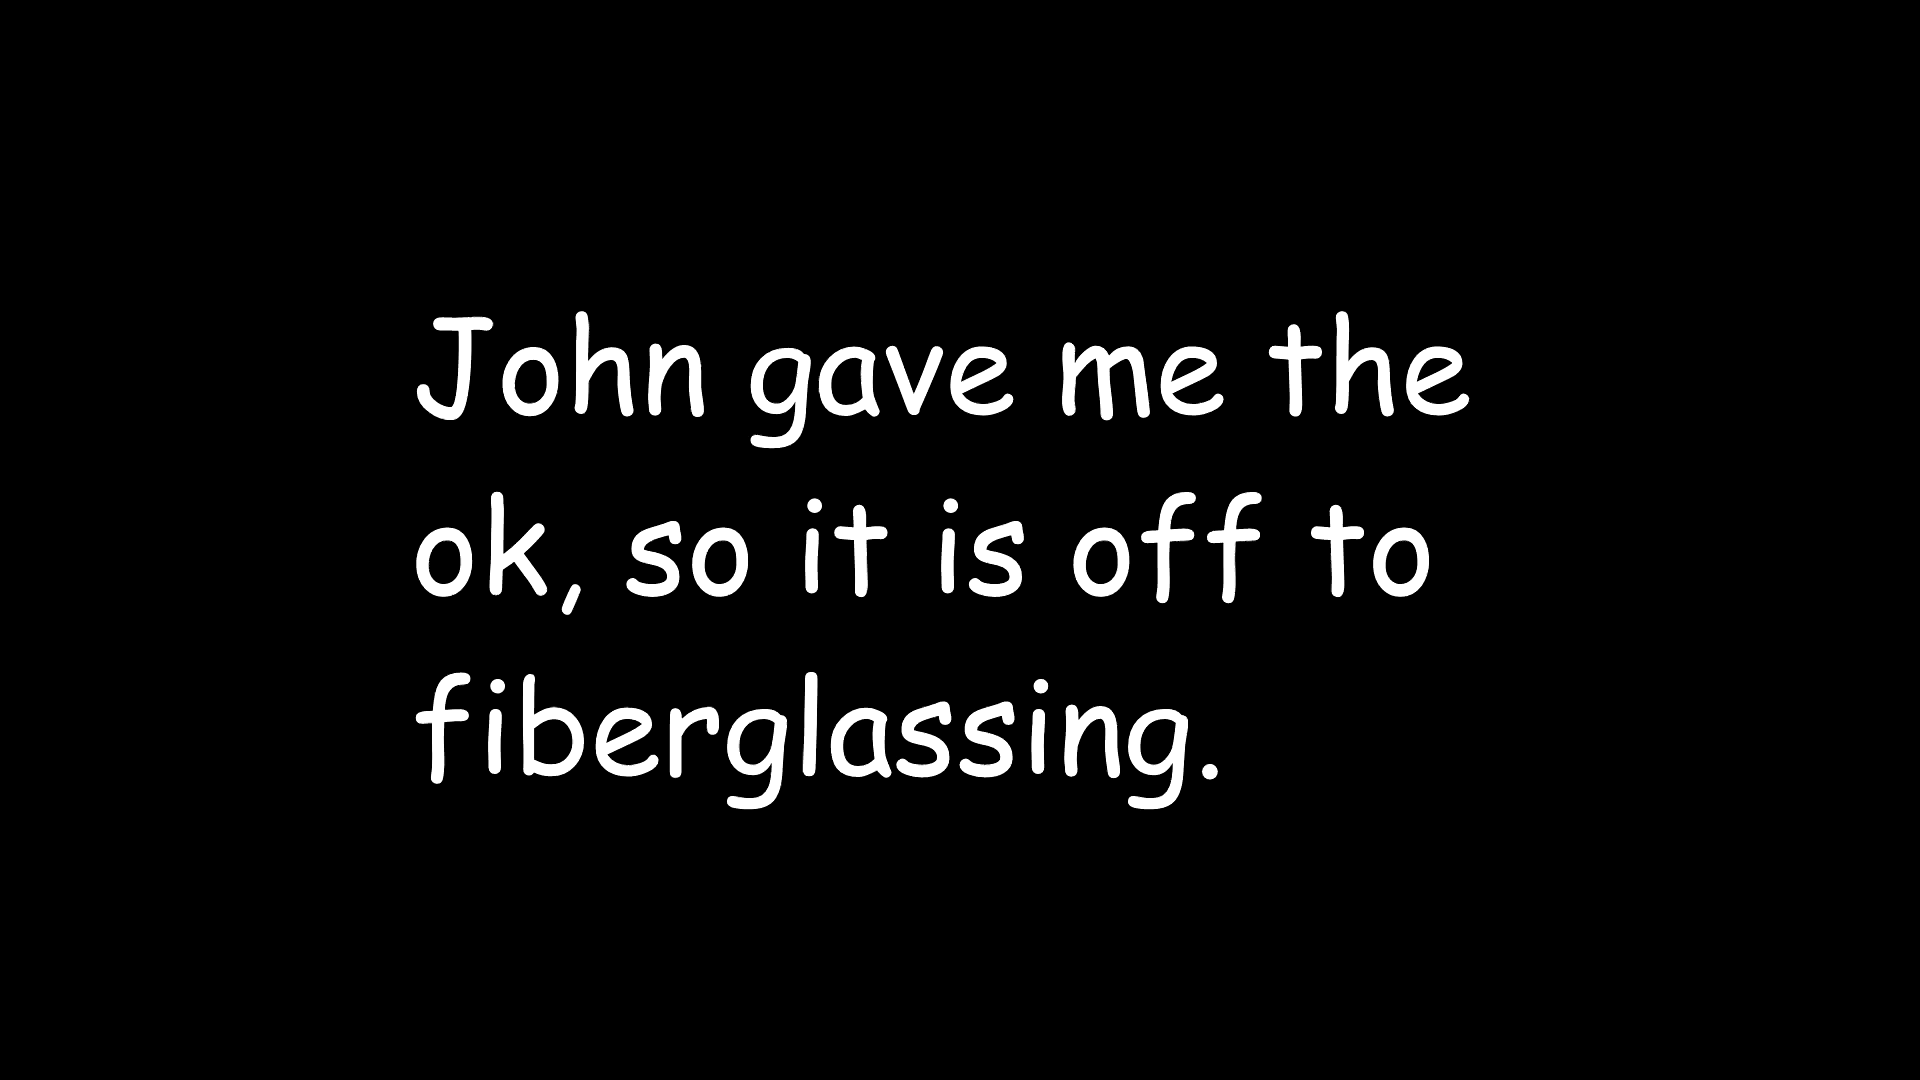 John gave me the
ok, so it is off to
fiberglassing.